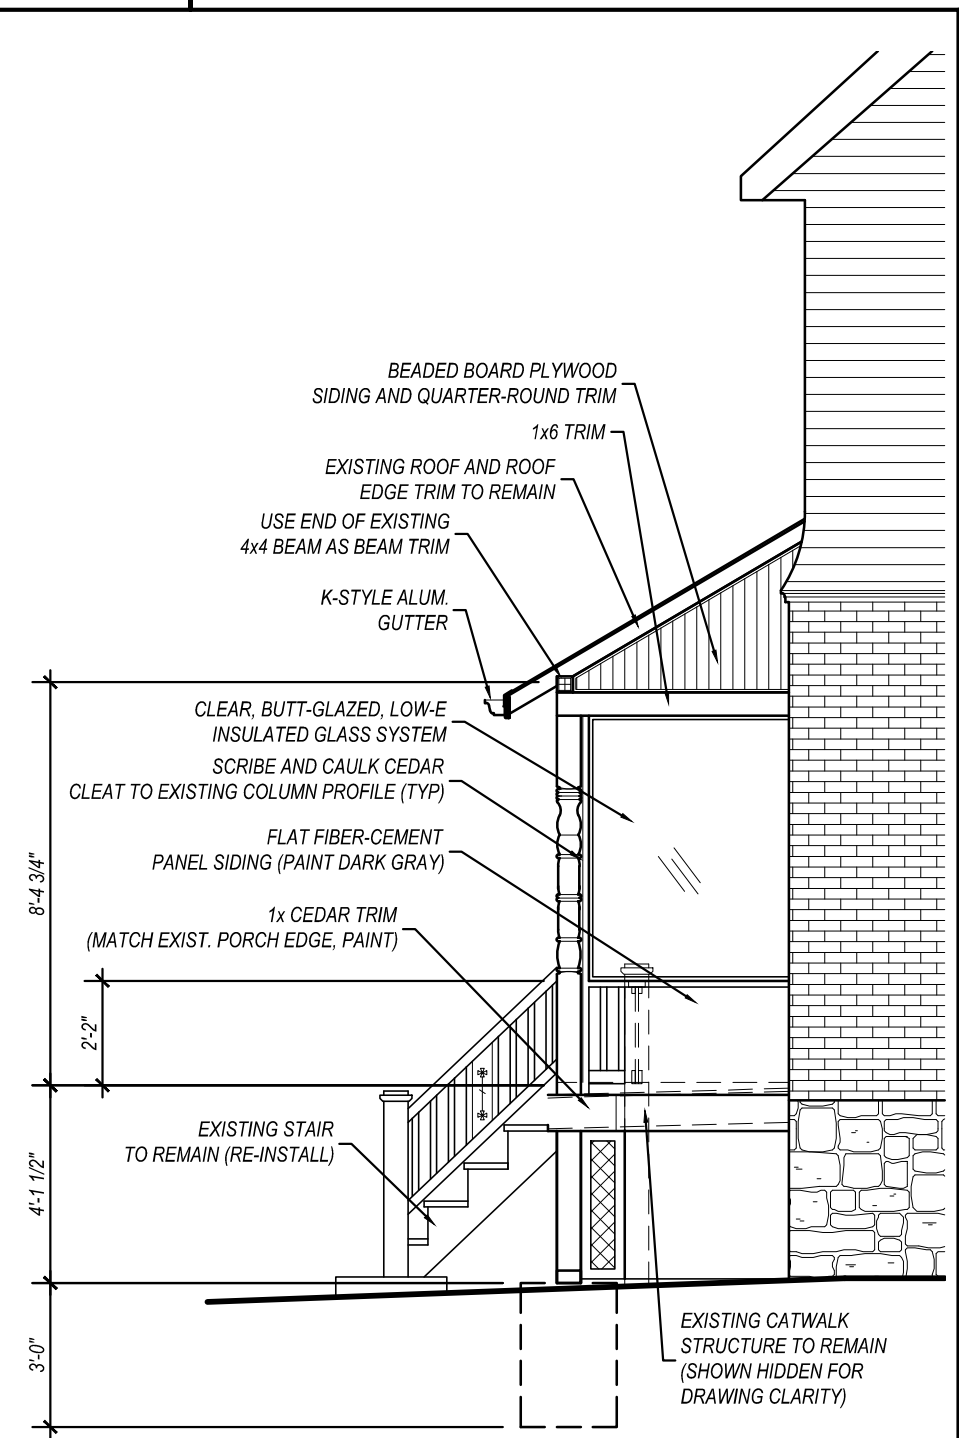 BEADED BOARD PLYWOOD
SIDING AND QUARTER-ROUND TRIM
1x6 TRIM
EXISTING ROOF AND ROOF
EDGE TRIM TO REMAIN
USE END OF EXISTING
4x4 BEAM AS BEAM TRIM
K-STYLE ALUM.
GUTTER
CLEAR, BUTT-GLAZED, LOW-E
INSULATED GLASS SYSTEM
SCRIBE AND CAULK CEDAR
CLEAT TO EXISTING COLUMN PROFILE (TYP)
FLAT FIBER-CEMENT
PANEL SIDING (PAINT DARK GRAY)
1x CEDAR TRIM
(MATCH EXIST. PORCH EDGE, PAINT)
EXISTING STAIR
TO REMAIN (RE-INSTALL)
EXISTING CATWALK
STRUCTURE TO REMAIN
(SHOWN HIDDEN FOR
DRAWING CLARITY)
8'-4 3/4"
2'-2"
4'-1 1/2"
3'-0"